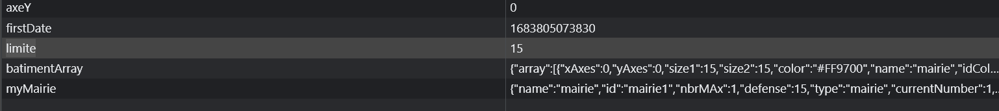 axeY 0
firstDate 1683805073830
limite 15
batimentArray {"array":[{"xAxes":0,"yAxes":0,"size1":15,"size2":15,"color":"#FF9700","name":"mairie","idCol...
myMairie {"name":"mairie","id":"mairie1","nbrMAx":1,"defense":15,"type":"mairie","currentNumber":1,...